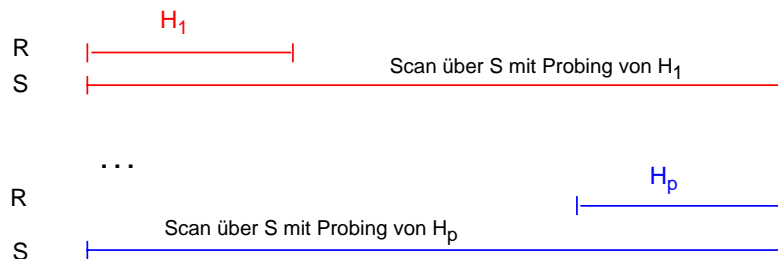 H1
R
Scan über S mit Probing von H1
S
...
R
Hp
Scan über S mit Probing von Hp
S